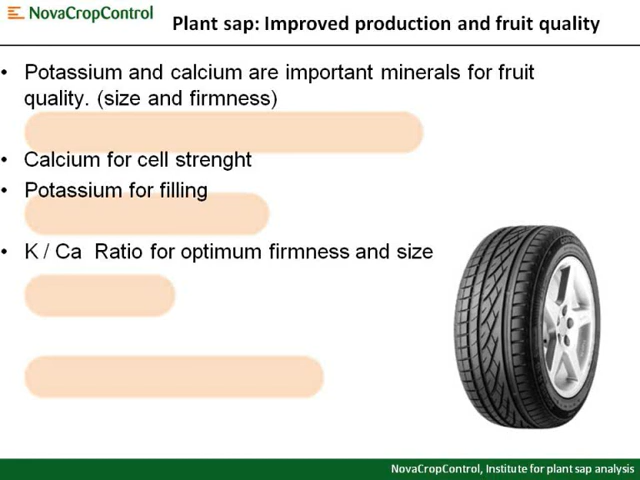 NovaCropControl
Plant sap: Improved production and fruit quality
• Potassium and calcium are important minerals for fruit
quality. (size and firmness)
• Calcium for cell strenght
• Potassium for filling
• K / Ca  Ratio for optimum firmness and size
NovaCropControl, Institute for plant sap analysis